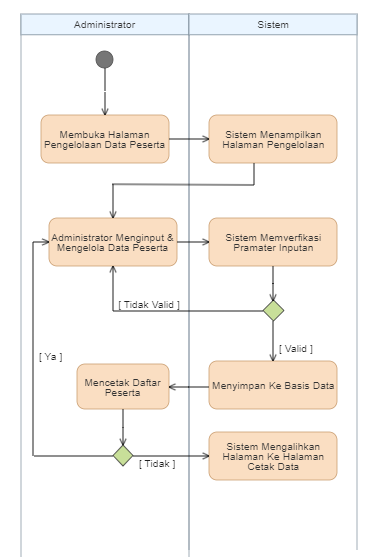 Administrator
Sistem
Membuka Halaman
Pengelolaan Data Peserta
Sistem Menampilkan
Halaman Pengelolaan
Administrator Menginput &
Mengelola Data Peserta
Sistem Memverfikasi
Pramater Inputan
[ Tidak Valid ]
[ Valid ]
[ Ya ]
Mencetak Daftar
Peserta
Menyimpan Ke Basis Data
[ Tidak ]
Sistem Mengalihkan
Halaman Ke Halaman
Cetak Data